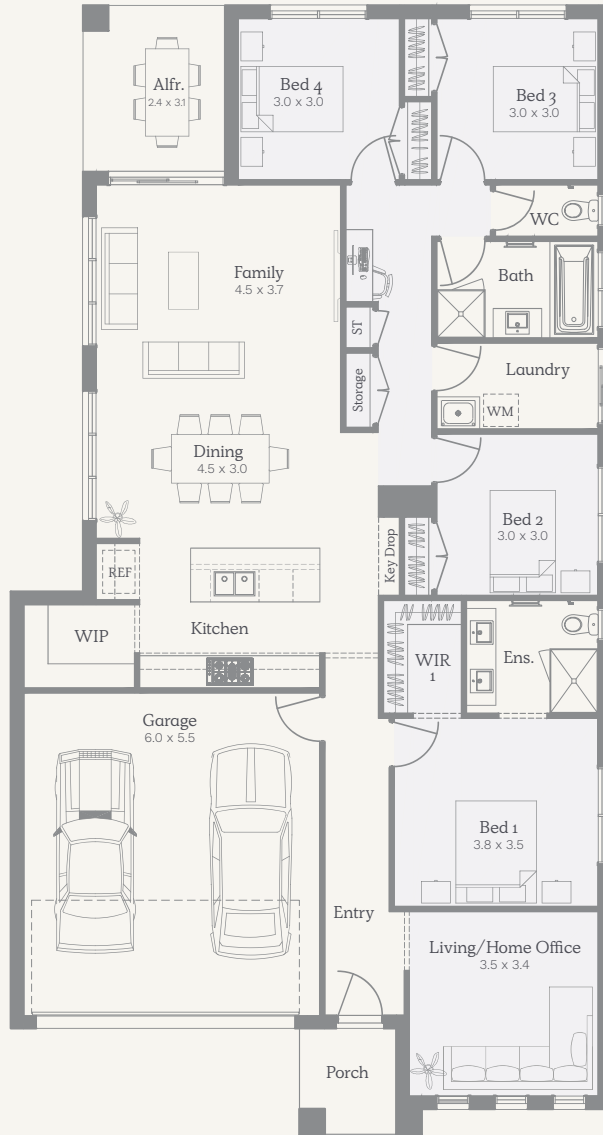 Alfr.
2.4 x 3.1
Bed 4
3.0 x 3.0
Bed 3
3.0 x 3.0
WC
Bath
Family
4.5 x 3.7
ST
Storage
Laundry
WM
Dining
4.5 x 3.0
Bed 2
3.0 x 3.0
Key Drop
REF
Kitchen
WIP
WIR
1
Ens.
Garage
6.0 x 5.5
Bed 1
3.8 x 3.5
Entry
Living/Home Office
3.5 x 3.4
Porch